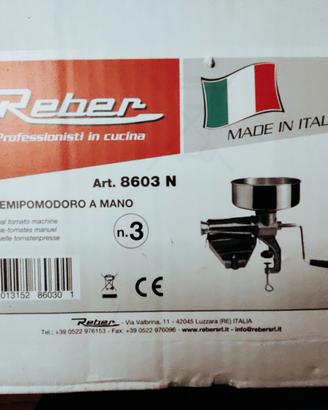 Reber
Professionisti in cucina
MADE IN ITAL
Art. 8603 N
EMIPOMODORO A MANO
al tomato machine
e-tomates manuel
elle tomatenpresse
n.3
013152 86030 1
CE
Reber - Via Valbrina, 11 - 42045 Luzzara (RE) ITALIA
Tel.: +39 0522 976153 - Fax: +39 0522 976096 - www.rebersrl.it - info@rebersrl.it